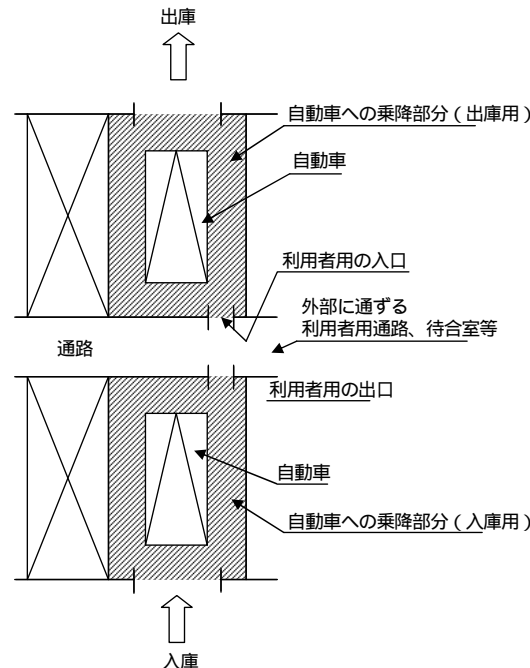 出庫
自動車への乗降部分（出庫用）
自動車
利用者用の入口
外部に通ずる
利用者用通路、待合室等
通路
利用者用の出口
自動車
自動車への乗降部分（入庫用）
入庫